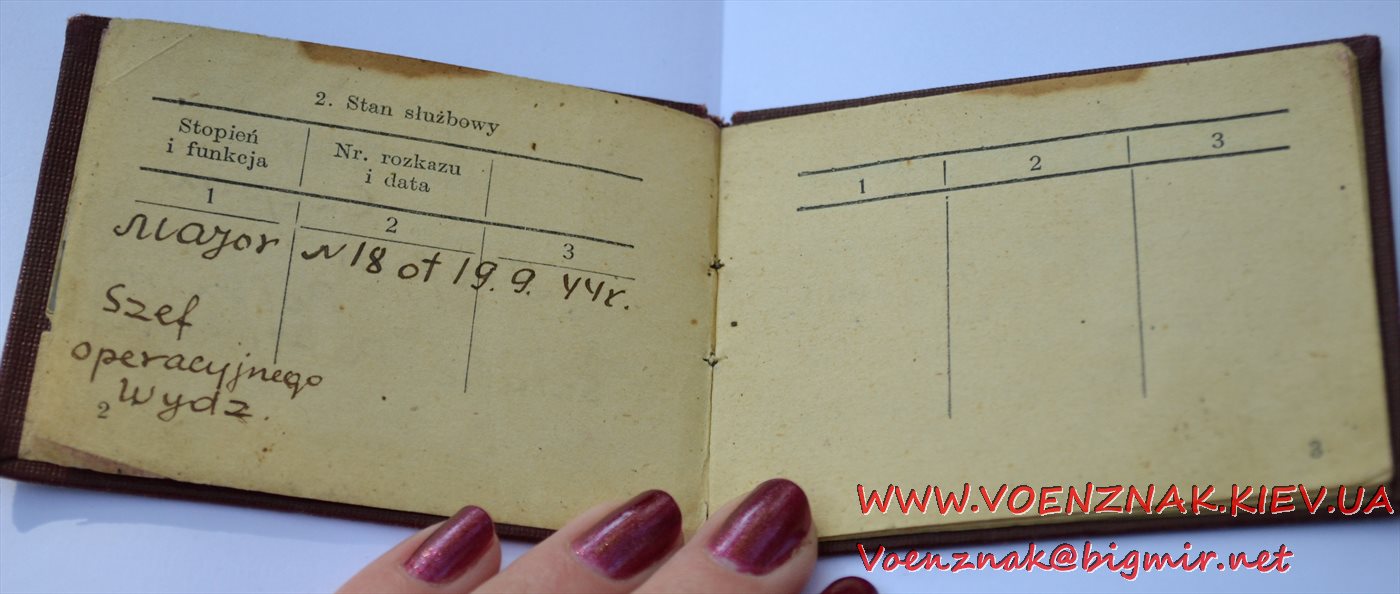 2. Stan służbowy
Stopień
i funkcja
Nr. rozkazu
i data
1
2
3
Major
N 18 ot 19. 9. 44r.
Szef
operacyjnego
Wydz.
2
1
2
3
3
WWW.VOENZNAK.KIEV.UA
Voenznak@bigmir.net